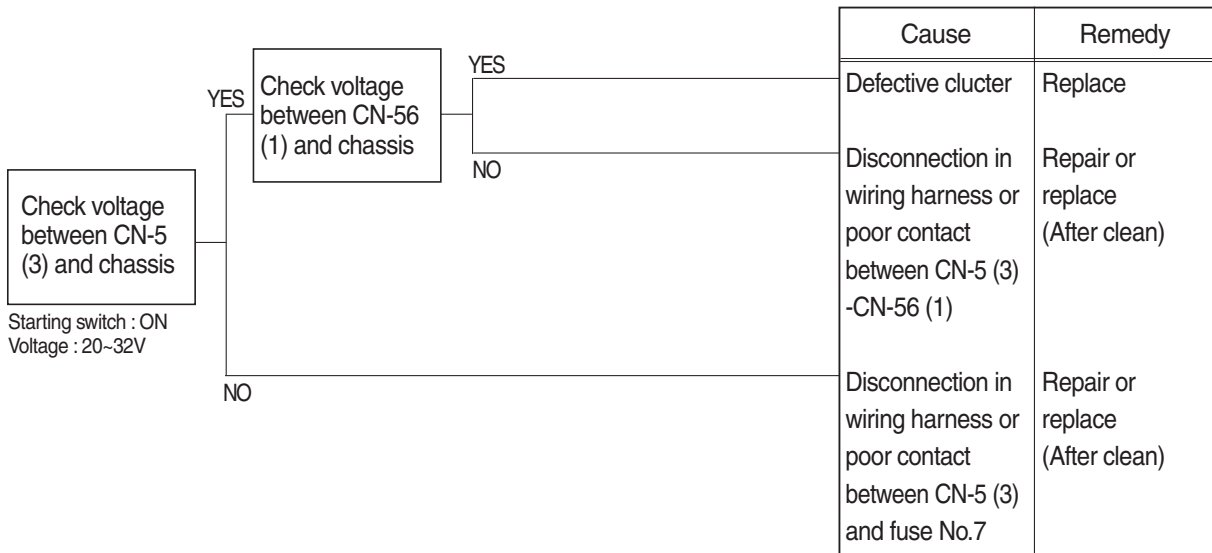 Cause
Remedy
YES
Check voltage
between CN-56
(1) and chassis
YES
NO
Check voltage
between CN-5
(3) and chassis
Starting switch : ON
Voltage : 20~32V
NO
Defective clucter
Replace
Disconnection in
wiring harness or
poor contact
between CN-5 (3)
-CN-56 (1)
Repair or
replace
(After clean)
Disconnection in
wiring harness or
poor contact
between CN-5 (3)
and fuse No.7
Repair or
replace
(After clean)